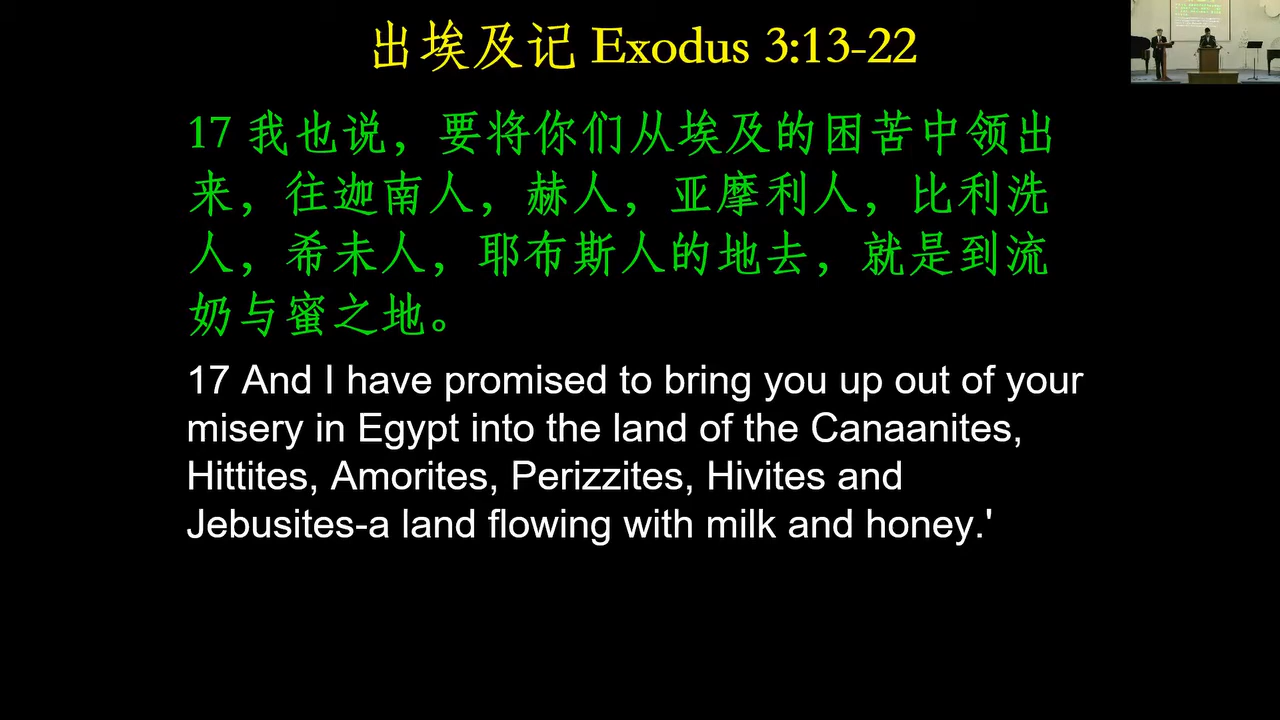 出埃及记 Exodus 3:13-22
17 我也说，要将你们从埃及的困苦中领出
来，往迦南人，赫人，亚摩利人，比利洗
人，希未人，耶布斯人的地去，就是到流
奶与蜜之地。
17 And I have promised to bring you up out of your
misery in Egypt into the land of the Canaanites,
Hittites, Amorites, Perizzites, Hivites and
Jebusites-a land flowing with milk and honey.'